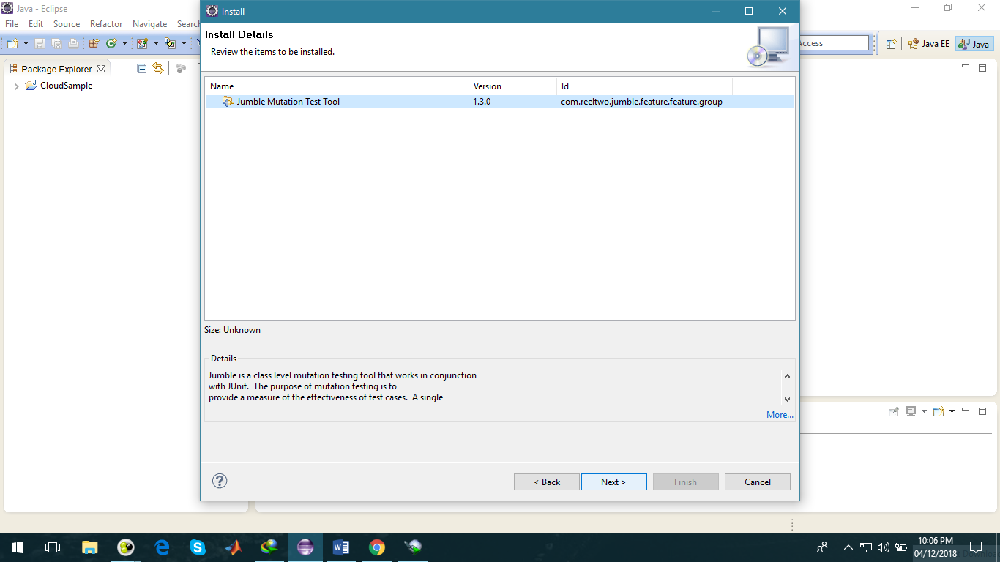 Java - Eclipse
File Edit Source Refactor Navigate Search
Package Explorer
CloudSample
Install
Install Details
Review the items to be installed.
Name Version Id
Jumble Mutation Test Tool 1.3.0 com.reeltwo.jumble.feature.feature.group
Size: Unknown
Details
Jumble is a class level mutation testing tool that works in conjunction
with JUnit. The purpose of mutation testing is to
provide a measure of the effectiveness of test cases. A single
More...
< Back Next > Finish Cancel
Access
Java EE Java
10:06 PM
04/12/2018